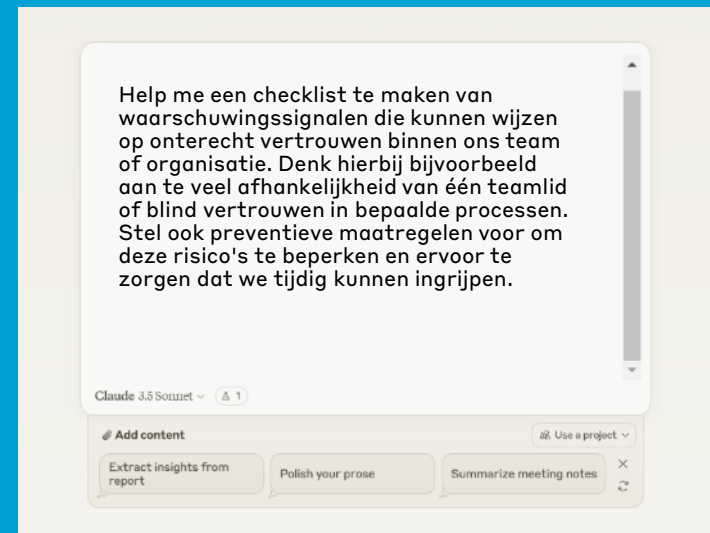 Help me een checklist te maken van
waarschuwingssignalen die kunnen wijzen
op onterecht vertrouwen binnen ons team
of organisatie. Denk hierbij bijvoorbeeld
aan te veel afhankelijkheid van één teamlid
of blind vertrouwen in bepaalde processen.
Stel ook preventieve maatregelen voor om
deze risico's te beperken en ervoor te
zorgen dat we tijdig kunnen ingrijpen.
Claude 3.5 Sonnet 1
Add content Use a project
Extract insights from
report
Polish your prose
Summarize meeting notes